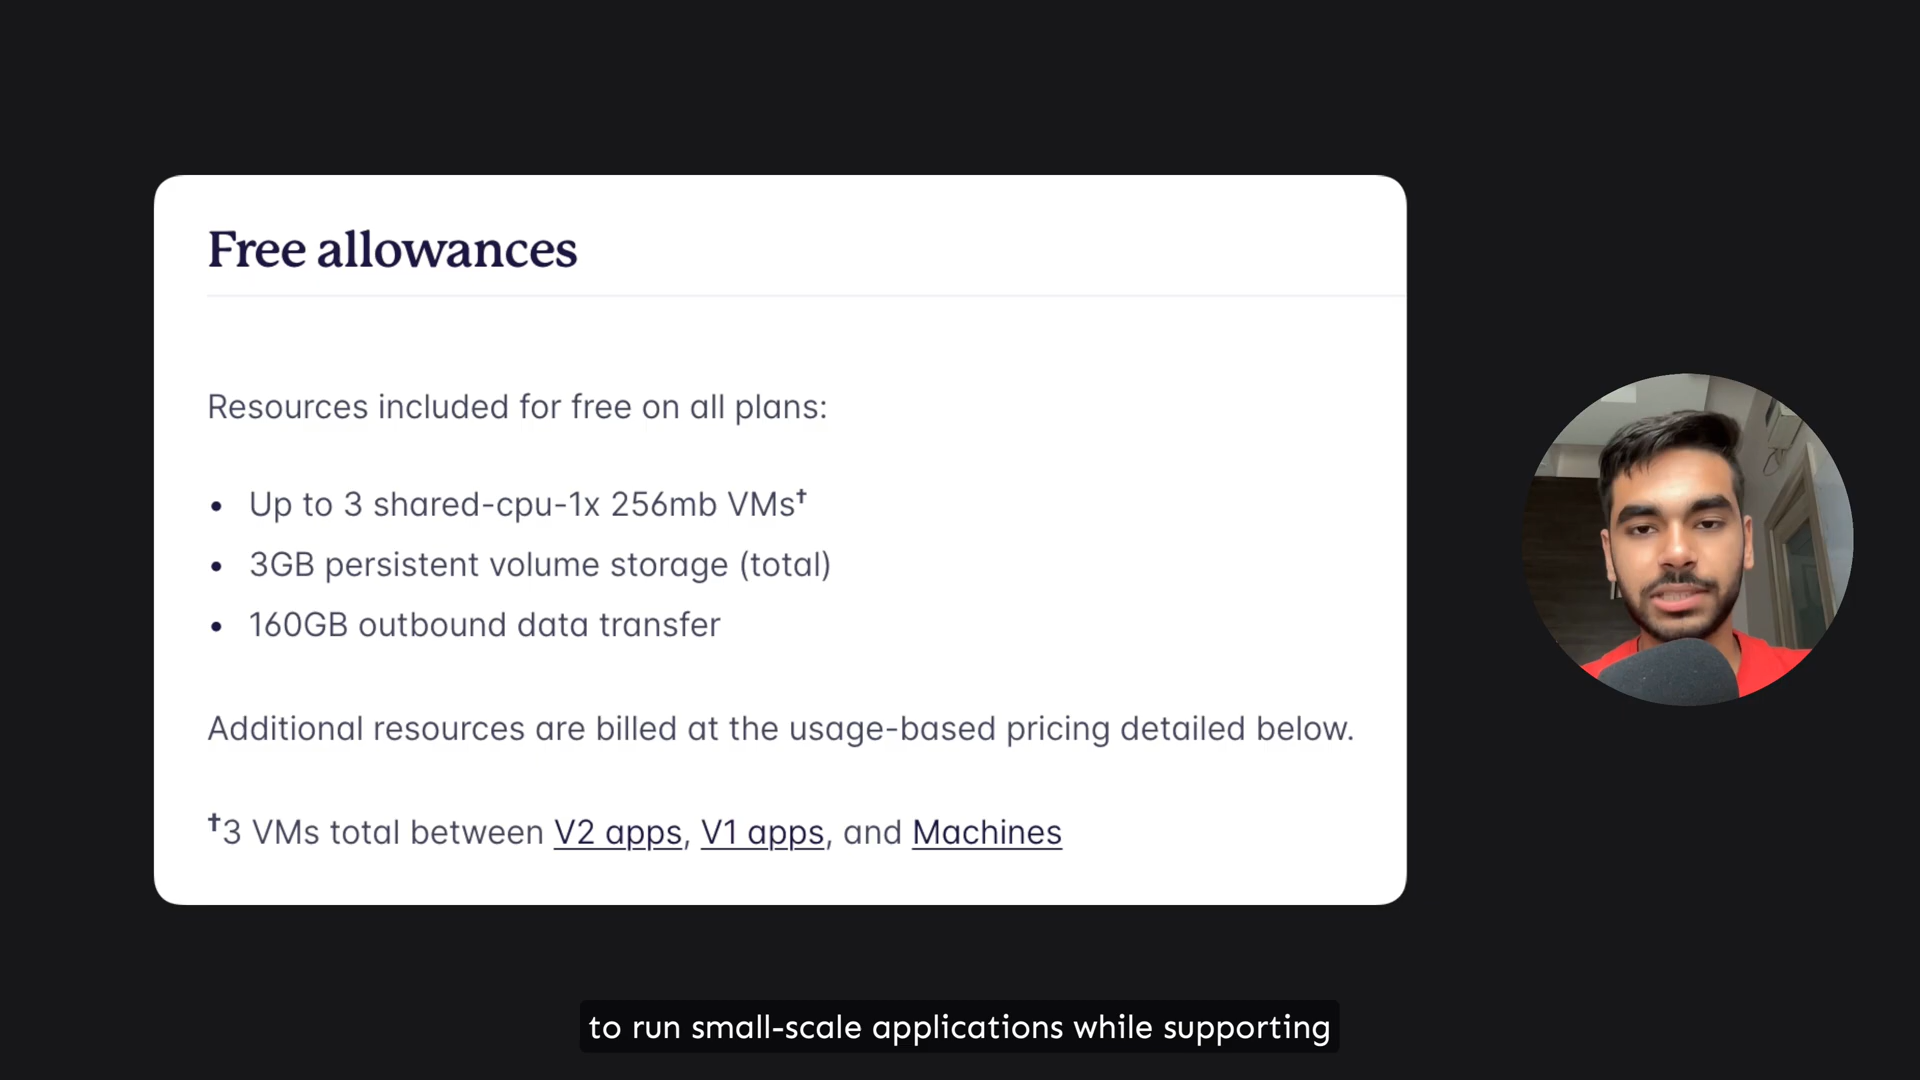 Free allowances
Resources included for free on all plans:
• Up to 3 shared-cpu-1x 256mb VMs†
• 3GB persistent volume storage (total)
• 160GB outbound data transfer
Additional resources are billed at the usage-based pricing detailed below.
†3 VMs total between V2 apps, V1 apps, and Machines
to run small-scale applications while supporting